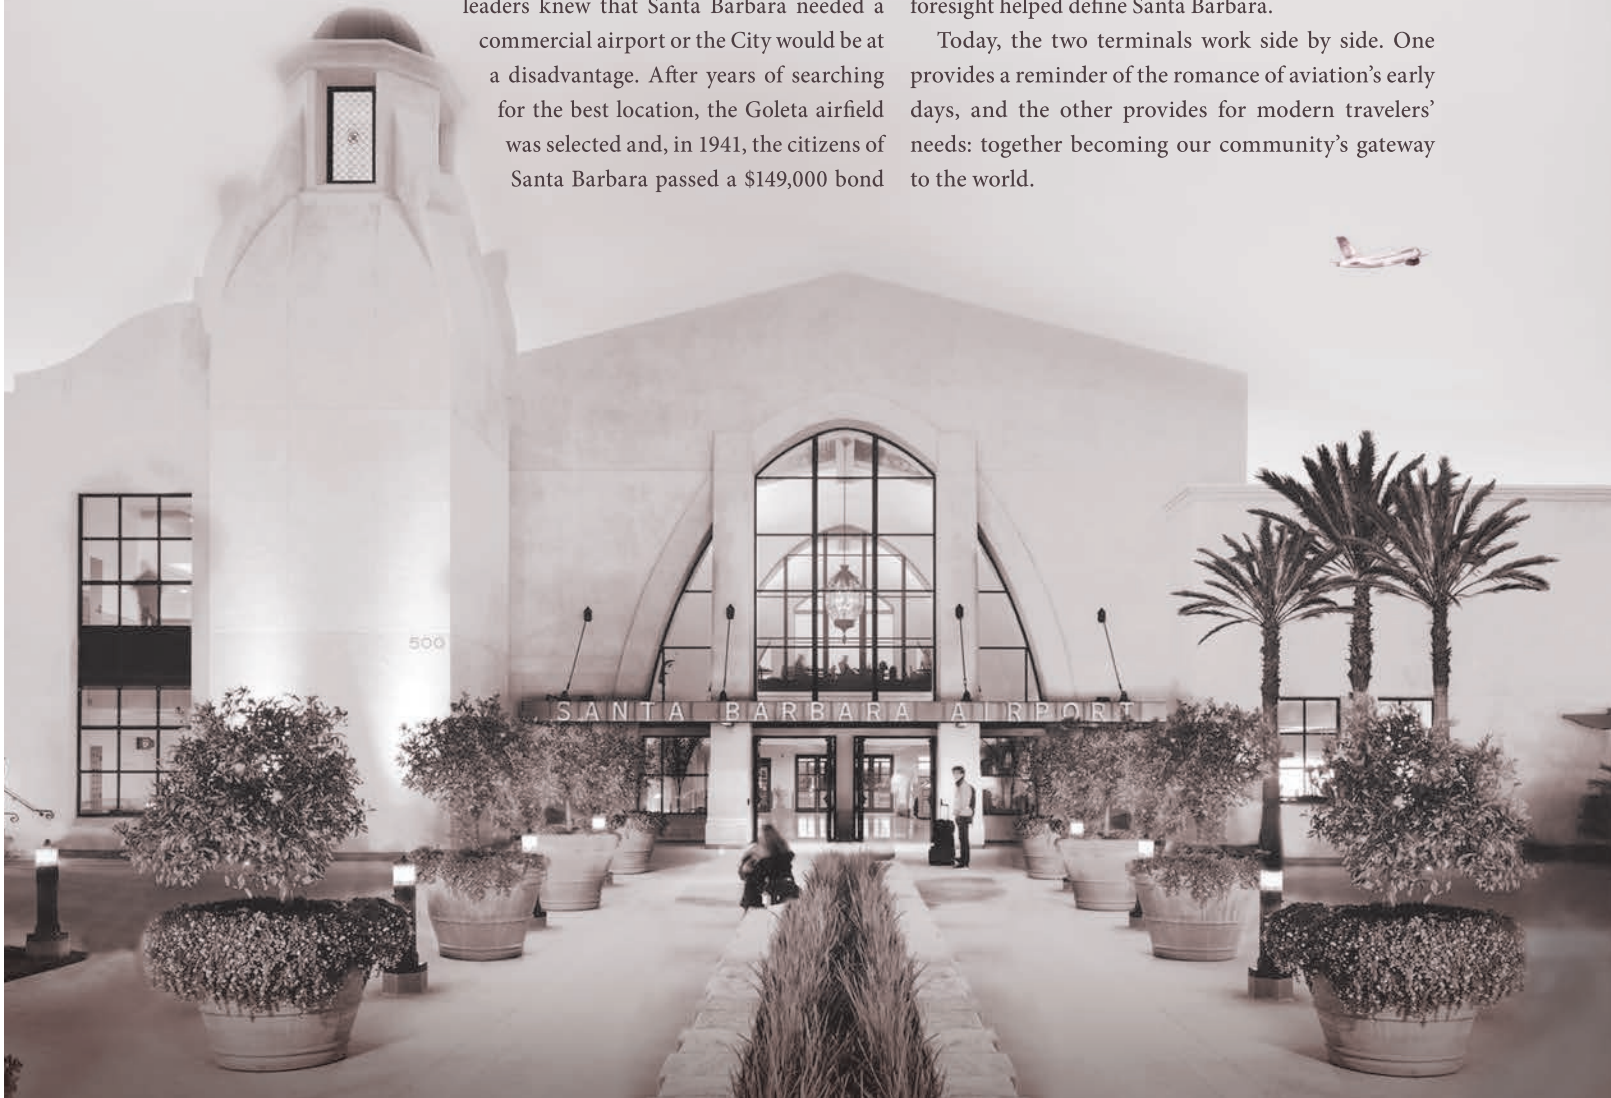 leaders knew that Santa Barbara needed a
commercial airport or the City would be at
a disadvantage. After years of searching
for the best location, the Goleta airfield
was selected and, in 1941, the citizens of
Santa Barbara passed a $149,000 bond
foresight helped define Santa Barbara.
Today, the two terminals work side by side. One
provides a reminder of the romance of aviation’s early
days, and the other provides for modern travelers’
needs: together becoming our community’s gateway
to the world.
500
SANTA BARBARA AIRPORT